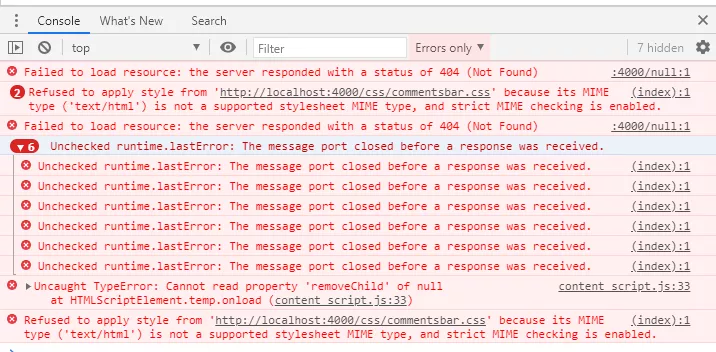 Console What's New Search
top Filter Errors only 7 hidden
Failed to load resource: the server responded with a status of 404 (Not Found) :4000/null:1
2 Refused to apply style from 'http://localhost:4000/css/commentsbar.css' because its MIME (index):1
type ('text/html') is not a supported stylesheet MIME type, and strict MIME checking is enabled.
Failed to load resource: the server responded with a status of 404 (Not Found) :4000/null:1
6 Unchecked runtime.lastError: The message port closed before a response was received.
Unchecked runtime.lastError: The message port closed before a response was received. (index):1
Unchecked runtime.lastError: The message port closed before a response was received. (index):1
Unchecked runtime.lastError: The message port closed before a response was received. (index):1
Unchecked runtime.lastError: The message port closed before a response was received. (index):1
Unchecked runtime.lastError: The message port closed before a response was received. (index):1
Unchecked runtime.lastError: The message port closed before a response was received. (index):1
Uncaught TypeError: Cannot read property 'removeChild' of null content script.js:33
at HTMLScriptElement.temp.onload (content script.js:33)
Refused to apply style from 'http://localhost:4000/css/commentsbar.css' because its MIME (index):1
type ('text/html') is not a supported stylesheet MIME type, and strict MIME checking is enabled.